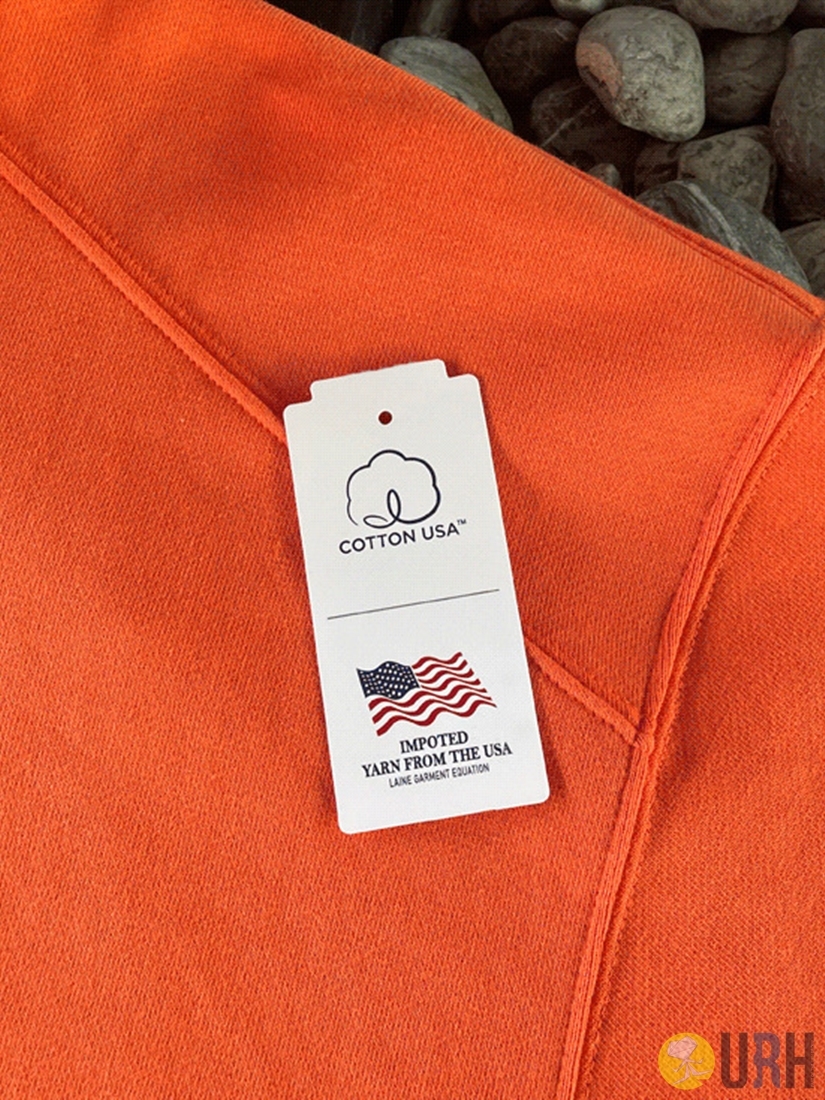 COTTON USA™
IMPOTED
YARN FROM THE USA
LAINE GARMENT EQUATION
URH